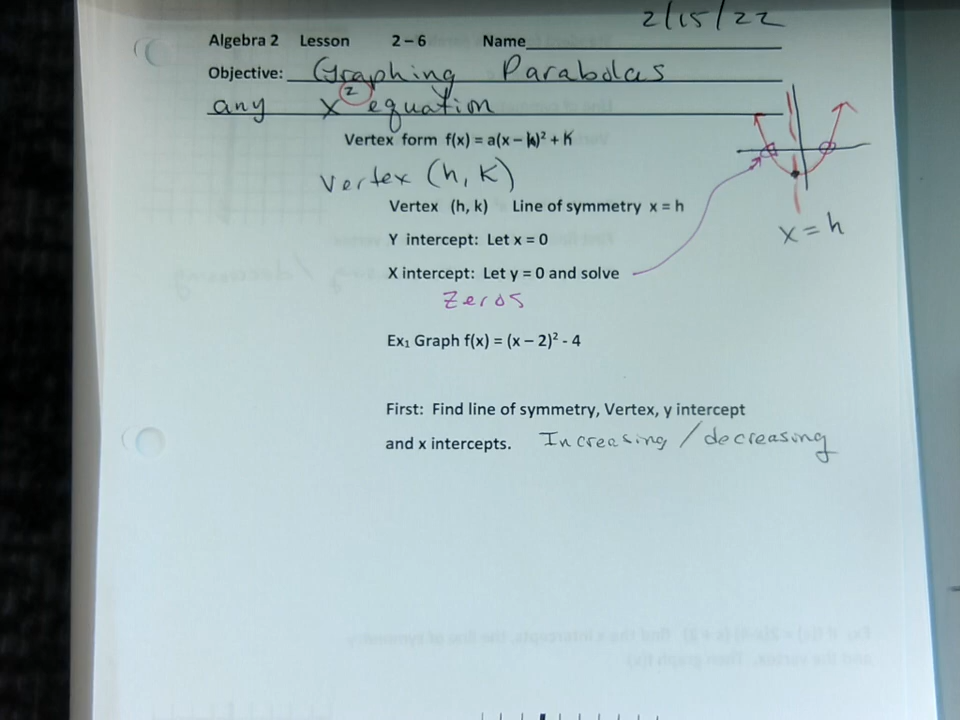 2/15/22
Algebra 2 Lesson 2 – 6 Name
Objective: Graphing Parabolas
any x² equation
Vertex form f(x) = a(x – h)² + K
Vertex (h, K)
Vertex (h, k) Line of symmetry x = h
x = h
Y intercept: Let x = 0
X intercept: Let y = 0 and solve
Zeros
Ex₁ Graph f(x) = (x – 2)² - 4
First: Find line of symmetry, Vertex, y intercept
and x intercepts. Increasing / decreasing